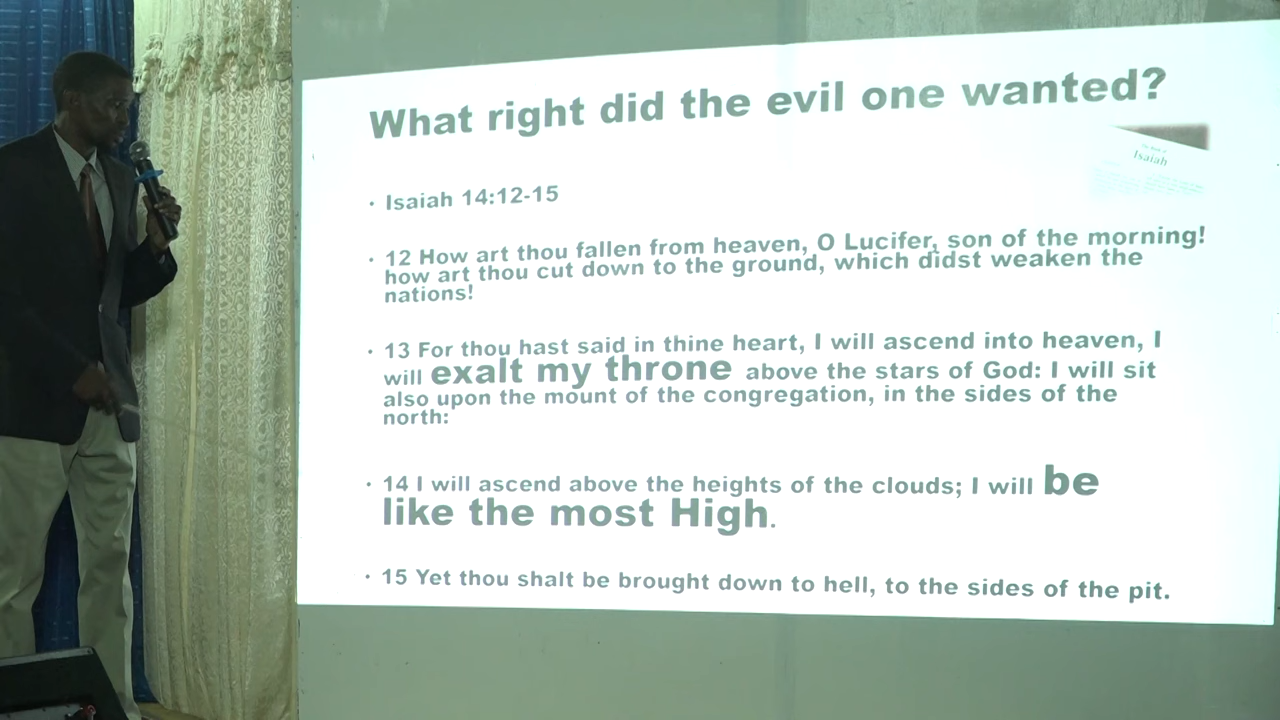 What right did the evil one wanted?
Isaiah
• Isaiah 14:12-15
• 12 How art thou fallen from heaven, O Lucifer, son of the morning!
how art thou cut down to the ground, which didst weaken the
nations!
• 13 For thou hast said in thine heart, I will ascend into heaven, I
will exalt my throne above the stars of God: I will sit
also upon the mount of the congregation, in the sides of the
north:
• 14 I will ascend above the heights of the clouds; I will be
like the most High.
• 15 Yet thou shalt be brought down to hell, to the sides of the pit.